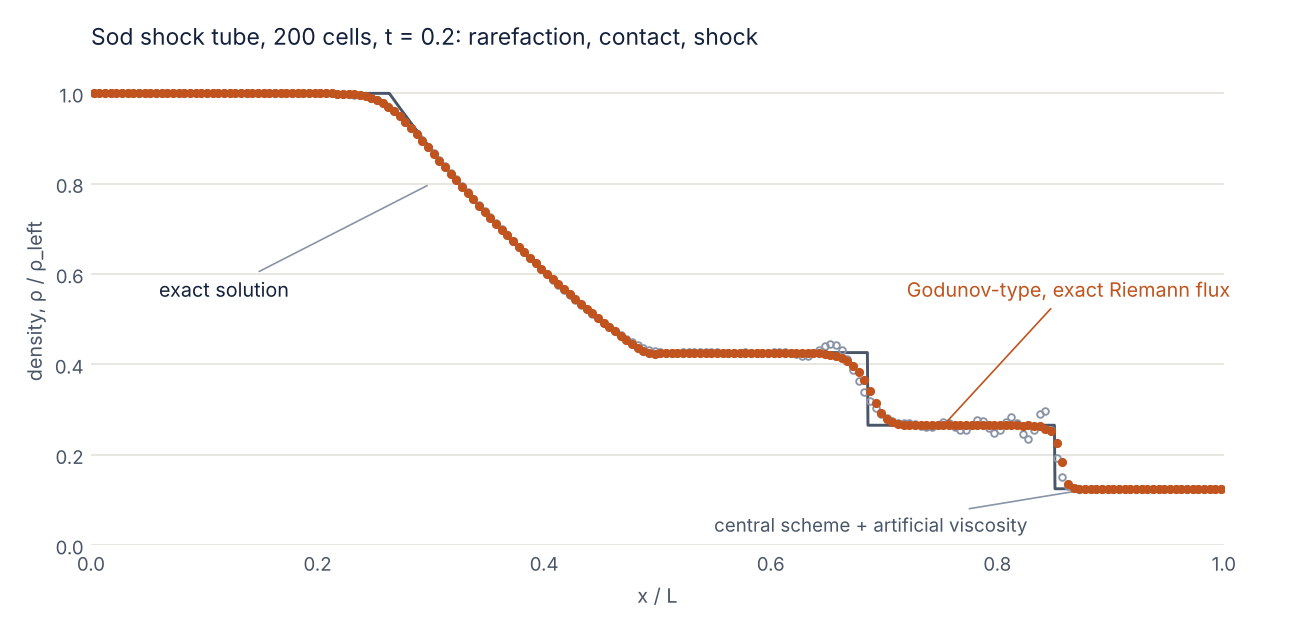 Sod shock tube, 200 cells, t = 0.2: rarefaction, contact, shock
density, ρ / ρ_left
1.0
0.8
0.6
0.4
0.2
0.0
exact solution
Godunov-type, exact Riemann flux
central scheme + artificial viscosity
0.0
0.2
0.4
0.6
0.8
1.0
x / L